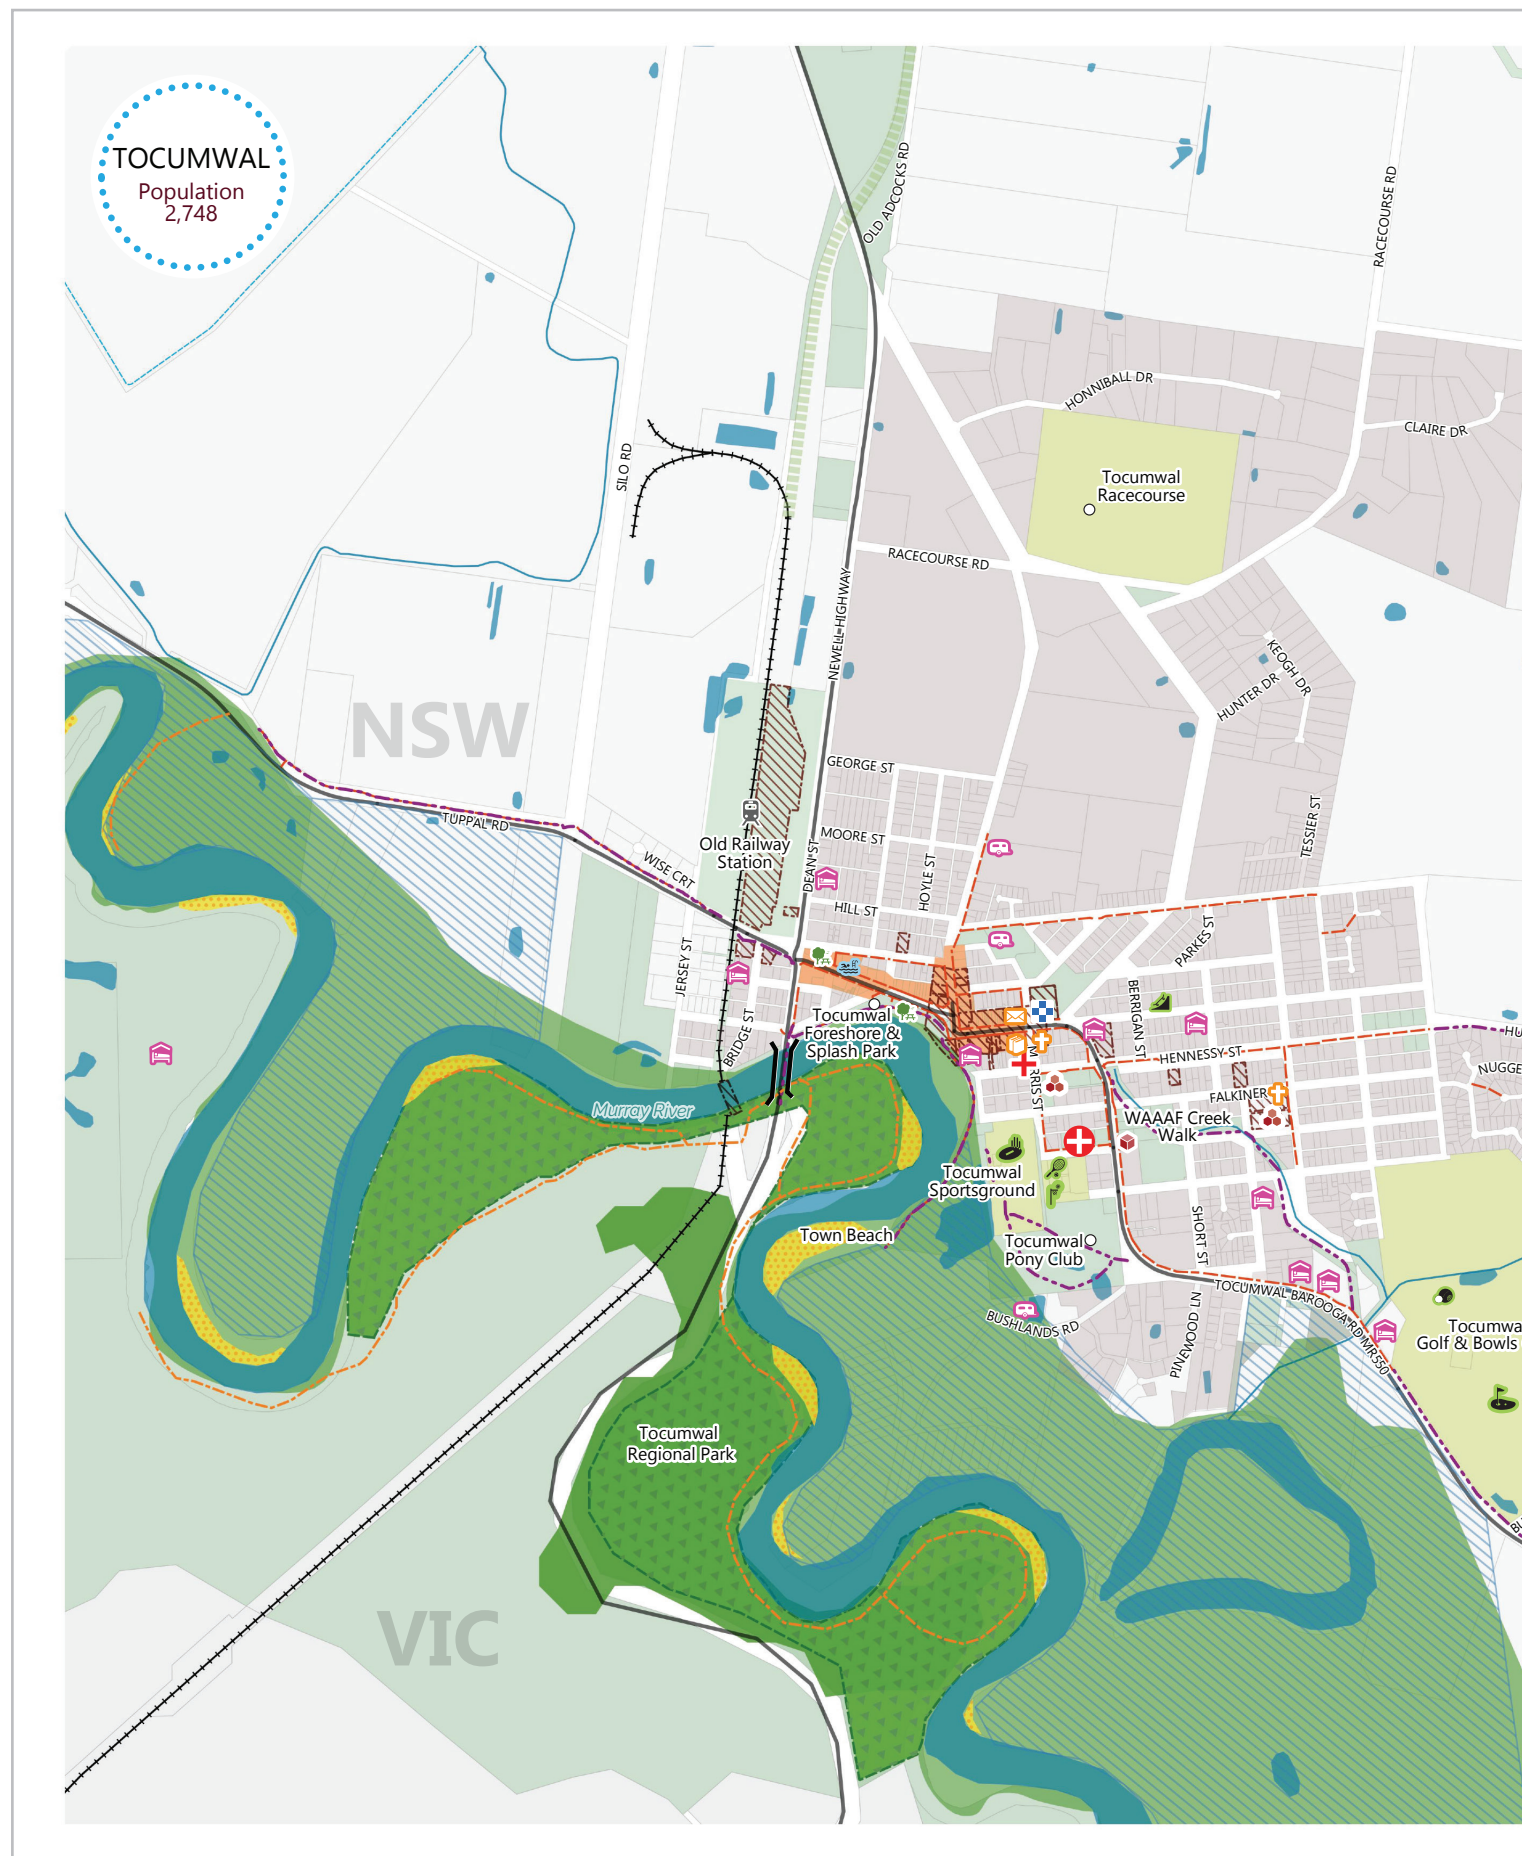 TOCUMWAL
Population
2,748
OLD ADCOCKS RD
RACECOURSE RD
HONNIBALL DR
CLAIRE DR
SILO RD
Tocumwal
Racecourse
RACECOURSE RD
NEWELL HIGHWAY
KEOGH DR
HUNTER DR
NSW
GEORGE ST
TUPPAL RD
MOORE ST
TESSIER ST
Old Railway
Station
DEAN ST
WISE CRT
HOYLE ST
HILL ST
PARKES ST
JERSEY ST
BERRIGAN ST
Tocumwal
Foreshore &
Splash Park
BRIDGE ST
HENNESSY ST
NUGGE
MORRIS ST
FALKINER
Murray River
WAAAF Creek
Walk
Tocumwal
Sportsground
Town Beach
SHORT ST
Tocumwal
Pony Club
TOCUMWAL BAROOGA RD MR550
BUSHLANDS RD
PINEWOOD LN
Tocumwa
Golf & Bowls
Tocumwal
Regional Park
VIC